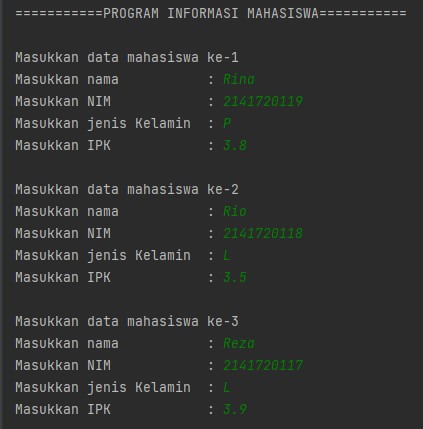 ===========PROGRAM INFORMASI MAHASISWA===========
Masukkan data mahasiswa ke-1
Masukkan nama : Rina
Masukkan NIM : 2141720119
Masukkan jenis Kelamin : P
Masukkan IPK : 3.8
Masukkan data mahasiswa ke-2
Masukkan nama : Rio
Masukkan NIM : 2141720118
Masukkan jenis Kelamin : L
Masukkan IPK : 3.5
Masukkan data mahasiswa ke-3
Masukkan nama : Reza
Masukkan NIM : 2141720117
Masukkan jenis Kelamin : L
Masukkan IPK : 3.9